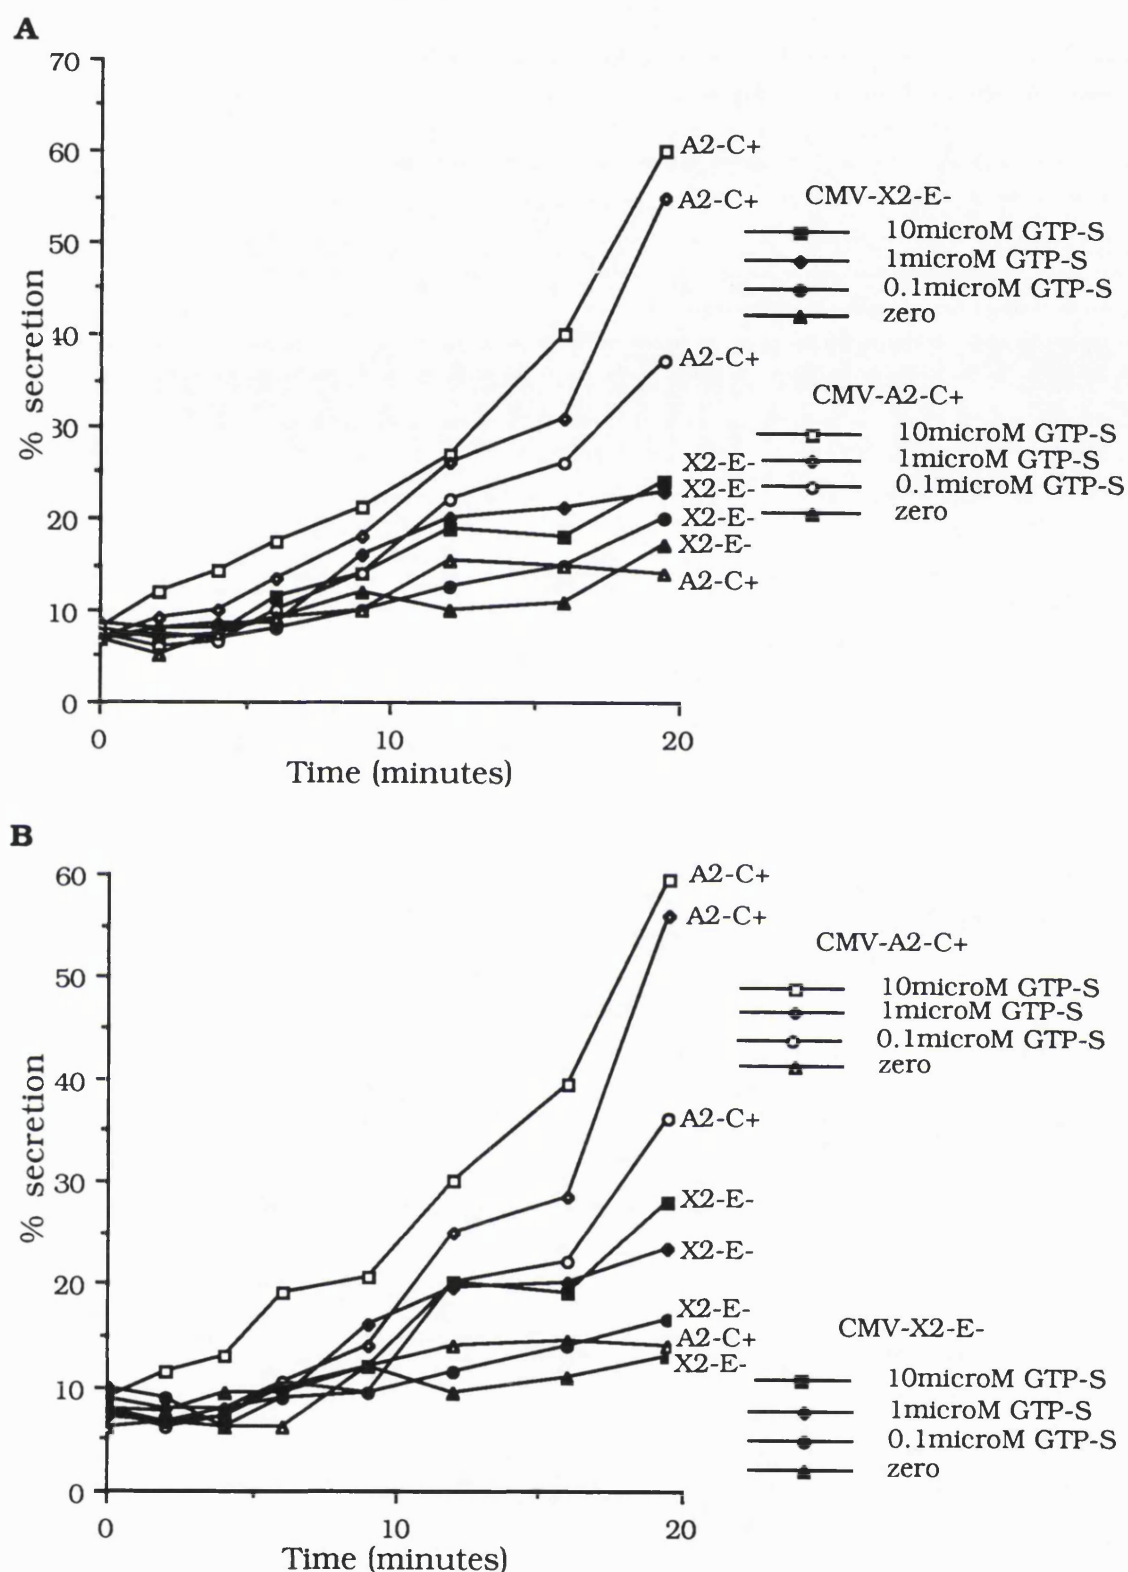 A
70
60
50
40
30
20
10
0
% secretion
0 10 20
Time (minutes)
A2-C+
A2-C+
A2-C+
X2-E-
X2-E-
X2-E-
X2-E-
A2-C+
CMV-X2-E-
10microM GTP-S
1microM GTP-S
0.1microM GTP-S
zero
CMV-A2-C+
10microM GTP-S
1microM GTP-S
0.1microM GTP-S
zero
B
60
50
40
30
20
10
0
% secretion
0 10 20
Time (minutes)
A2-C+
A2-C+
A2-C+
X2-E-
X2-E-
X2-E-
A2-C+
X2-E-
CMV-A2-C+
10microM GTP-S
1microM GTP-S
0.1microM GTP-S
zero
CMV-X2-E-
10microM GTP-S
1microM GTP-S
0.1microM GTP-S
zero